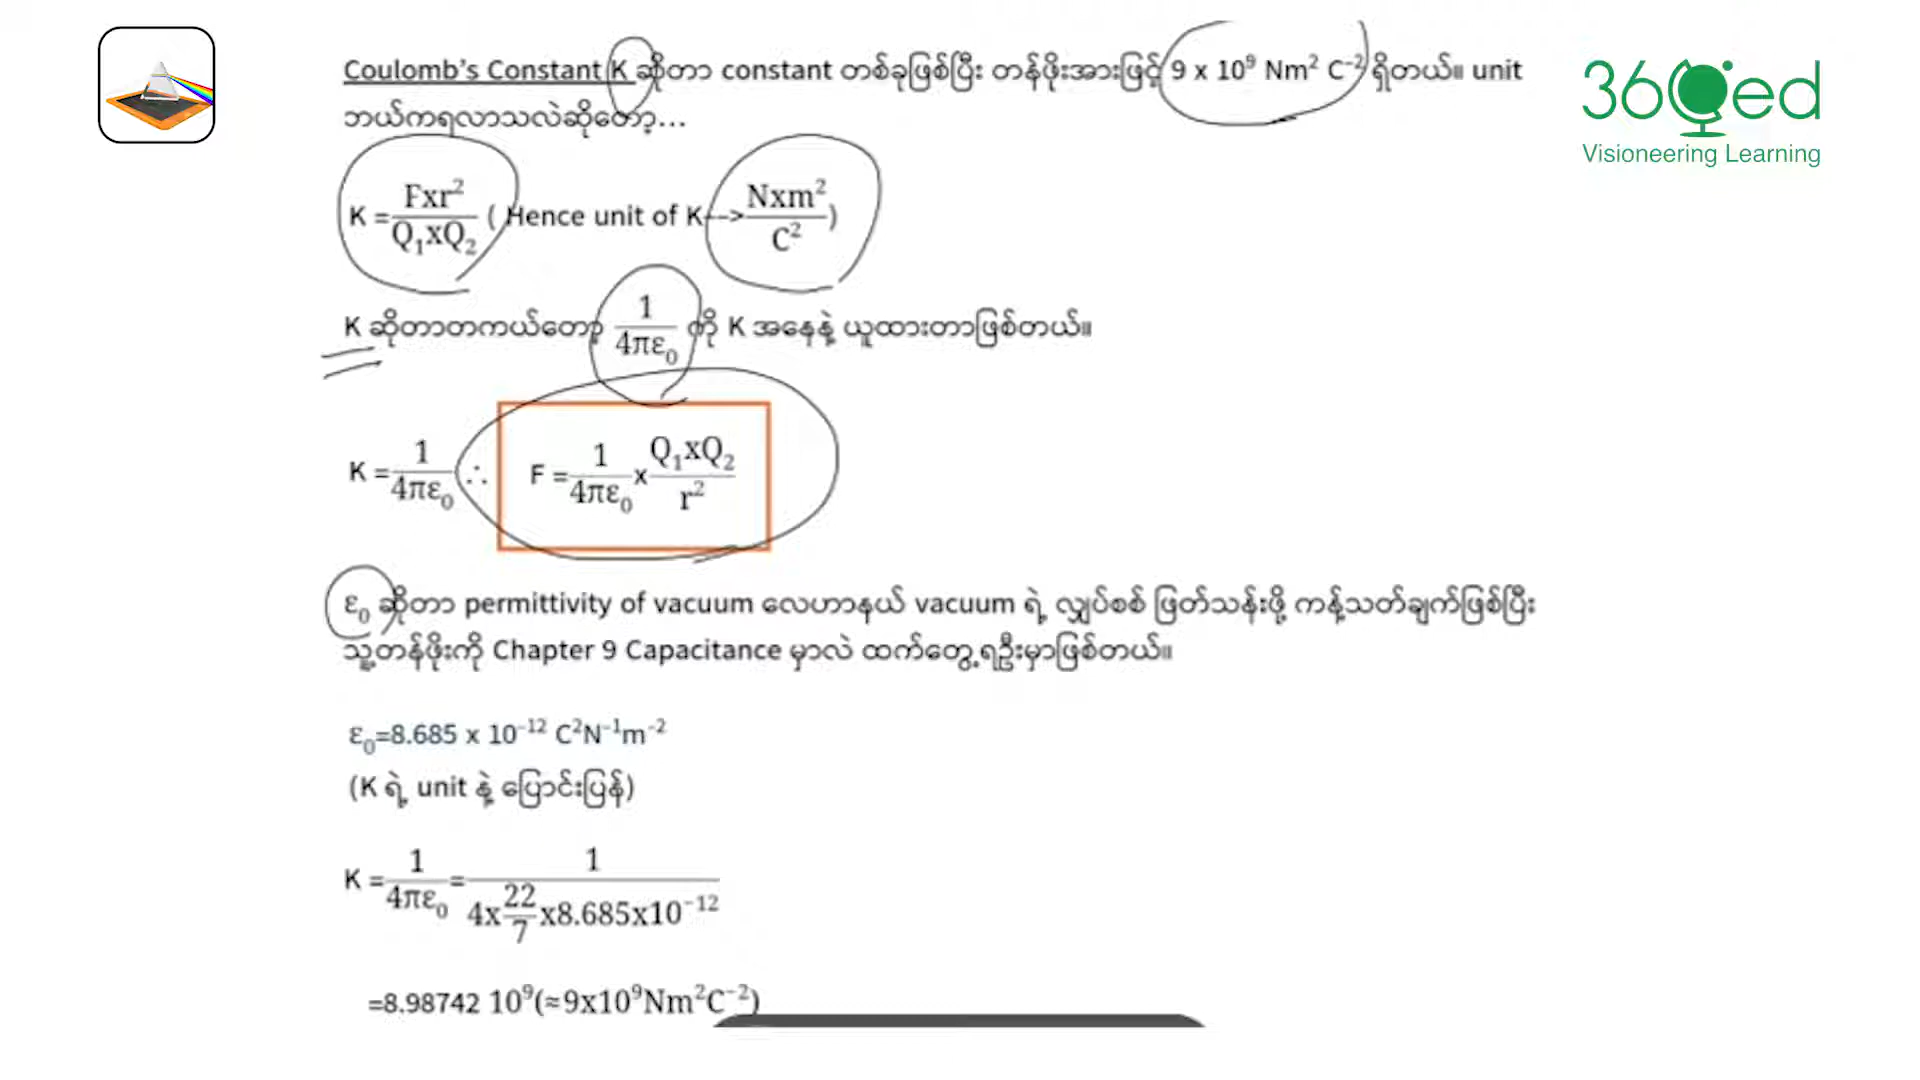 Coulomb's Constant K ဆိုတာ constant တစ်ခုဖြစ်ပြီး တန်ဖိုးအားဖြင့် 9 x 10⁹ Nm² C⁻² ရှိတယ်။ unit
ဘယ်ကရလာသလဲဆိုတော့...
36ed
Visioneering Learning
K = Fxr² / Q₁xQ₂ ( Hence unit of K --> Nxm² / C² )
K ဆိုတာတကယ်တော့ 1 / 4πε₀ ကို K အနေနဲ့ ယူထားတာဖြစ်တယ်။
K = 1 / 4πε₀ ∴ F = 1 / 4πε₀ x Q₁xQ₂ / r²
ε₀ ဆိုတာ permittivity of vacuum လေဟာနယ် vacuum ရဲ့ လျှပ်စစ် ဖြတ်သန်းဖို့ ကန့်သတ်ချက်ဖြစ်ပြီး
သူ့တန်ဖိုးကို Chapter 9 Capacitance မှာလဲ ထက်တွေ့ရဦးမှာဖြစ်တယ်။
ε₀=8.685 x 10⁻¹² C²N⁻¹m⁻²
(K ရဲ့ unit နဲ့ ပြောင်းပြန်)
K = 1 / 4πε₀ = 1 / 4x 22/7 x8.685x10⁻¹²
=8.98742 10⁹(≈9x10⁹Nm²C⁻²)